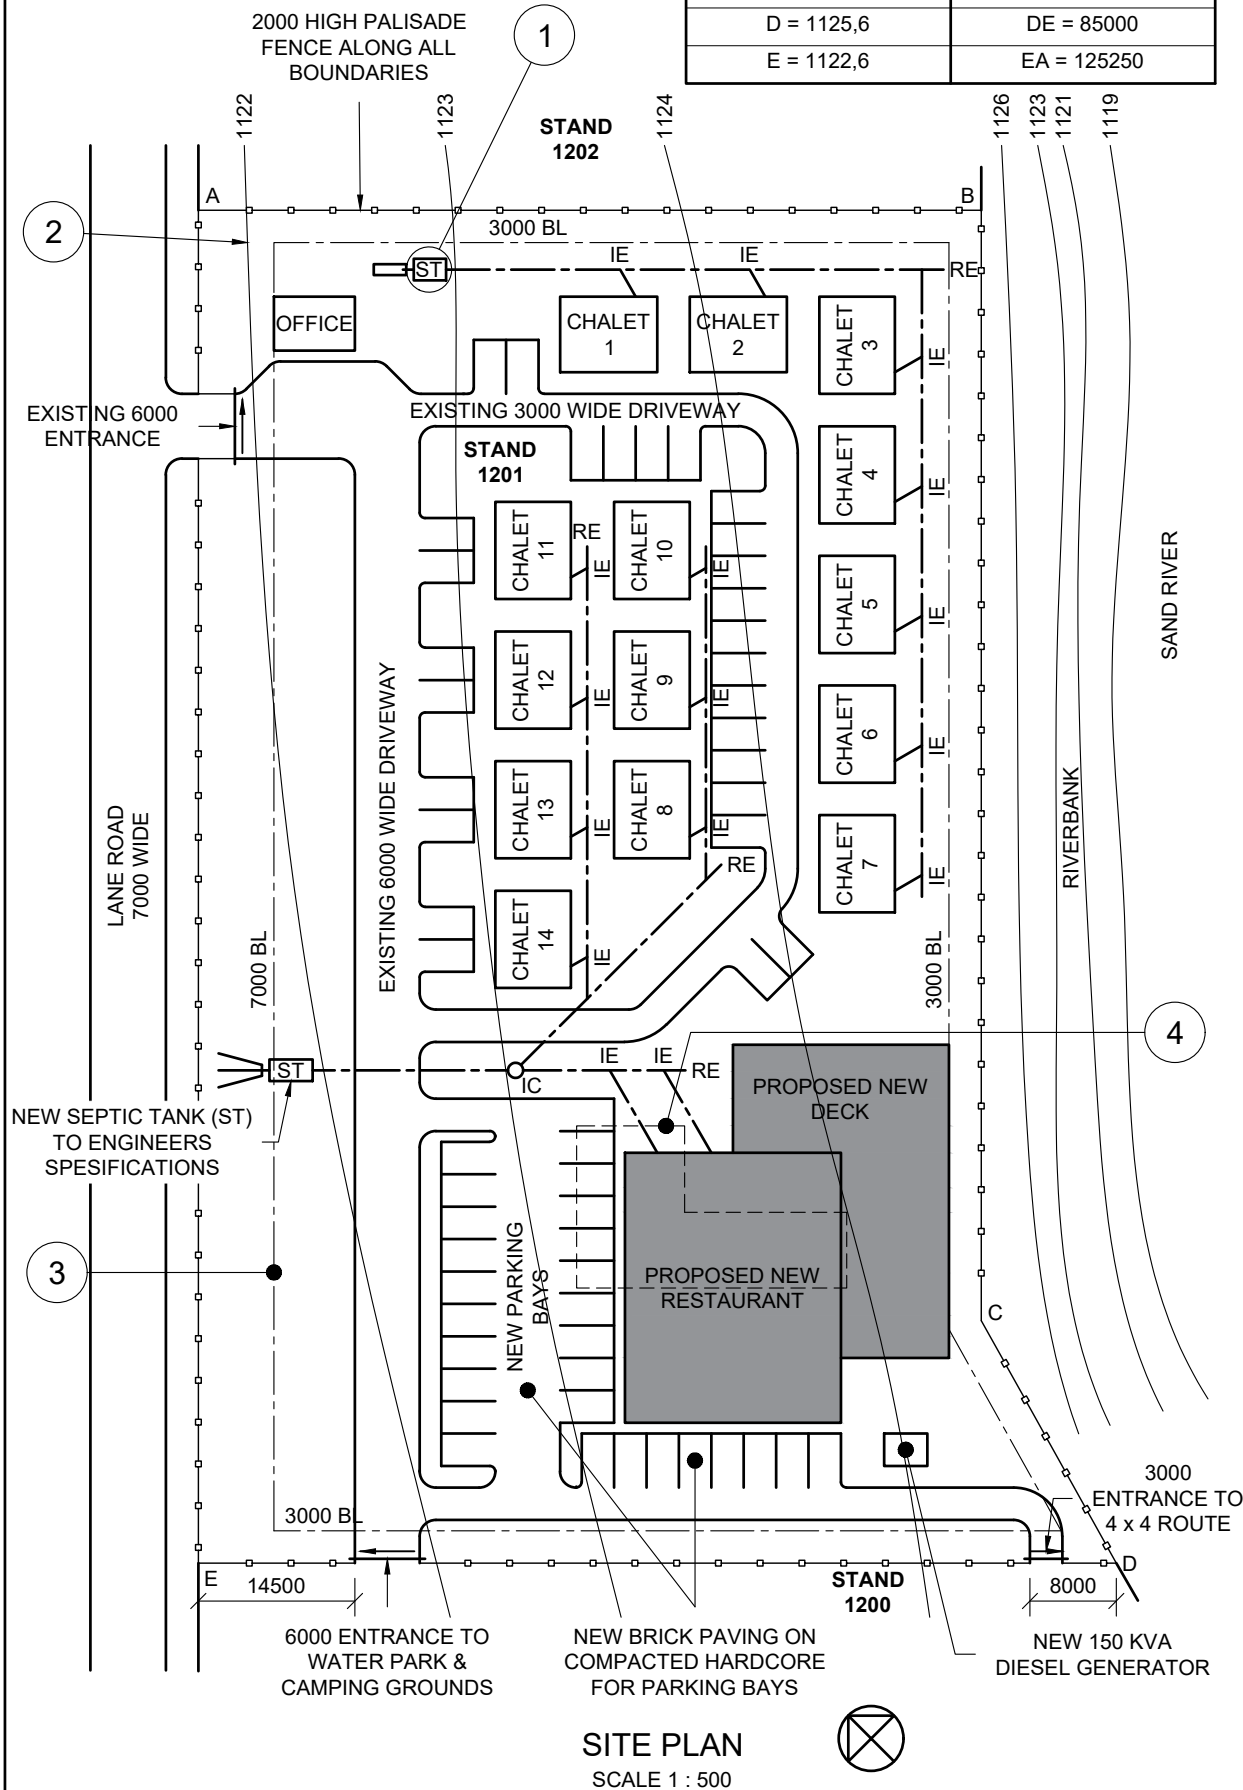 D = 1125,6
DE = 85000
E = 1122,6
EA = 125250
2000 HIGH PALISADE
FENCE ALONG ALL
BOUNDARIES
1
1122
1123
1124
1126
1123
1121
1119
STAND
1202
A
B
2
3000 BL
ST
IE
IE
RE
OFFICE
CHALET
1
CHALET
2
CHALET
3
IE
EXISTING 6000
ENTRANCE
EXISTING 3000 WIDE DRIVEWAY
STAND
1201
CHALET
4
IE
CHALET
11
RE
IE
CHALET
10
IE
CHALET
5
IE
SAND RIVER
CHALET
12
IE
CHALET
9
IE
CHALET
6
IE
EXISTING 6000 WIDE DRIVEWAY
CHALET
13
IE
CHALET
8
IE
CHALET
7
IE
RE
LANE ROAD
7000 WIDE
RIVERBANK
CHALET
14
IE
7000 BL
3000 BL
4
ST
IC
IE
IE
RE
PROPOSED NEW
DECK
NEW SEPTIC TANK (ST)
TO ENGINEERS
SPESIFICATIONS
3
NEW PARKING
BAYS
PROPOSED NEW
RESTAURANT
C
3000 BL
3000
ENTRANCE TO
4 x 4 ROUTE
E
14500
STAND
1200
8000
D
6000 ENTRANCE TO
WATER PARK &
CAMPING GROUNDS
NEW BRICK PAVING ON
COMPACTED HARDCORE
FOR PARKING BAYS
NEW 150 KVA
DIESEL GENERATOR
SITE PLAN
SCALE 1 : 500